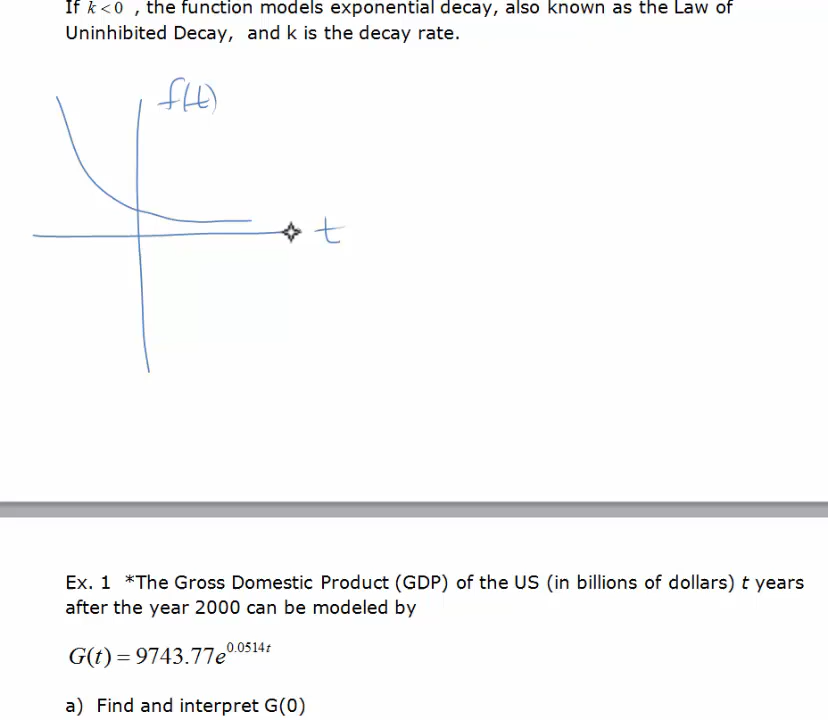 If k < 0 , the function models exponential decay, also known as the Law of
Uninhibited Decay, and k is the decay rate.
f(t)
t
Ex. 1 *The Gross Domestic Product (GDP) of the US (in billions of dollars) t years
after the year 2000 can be modeled by
G(t) = 9743.77e^{0.0514t}
a) Find and interpret G(0)